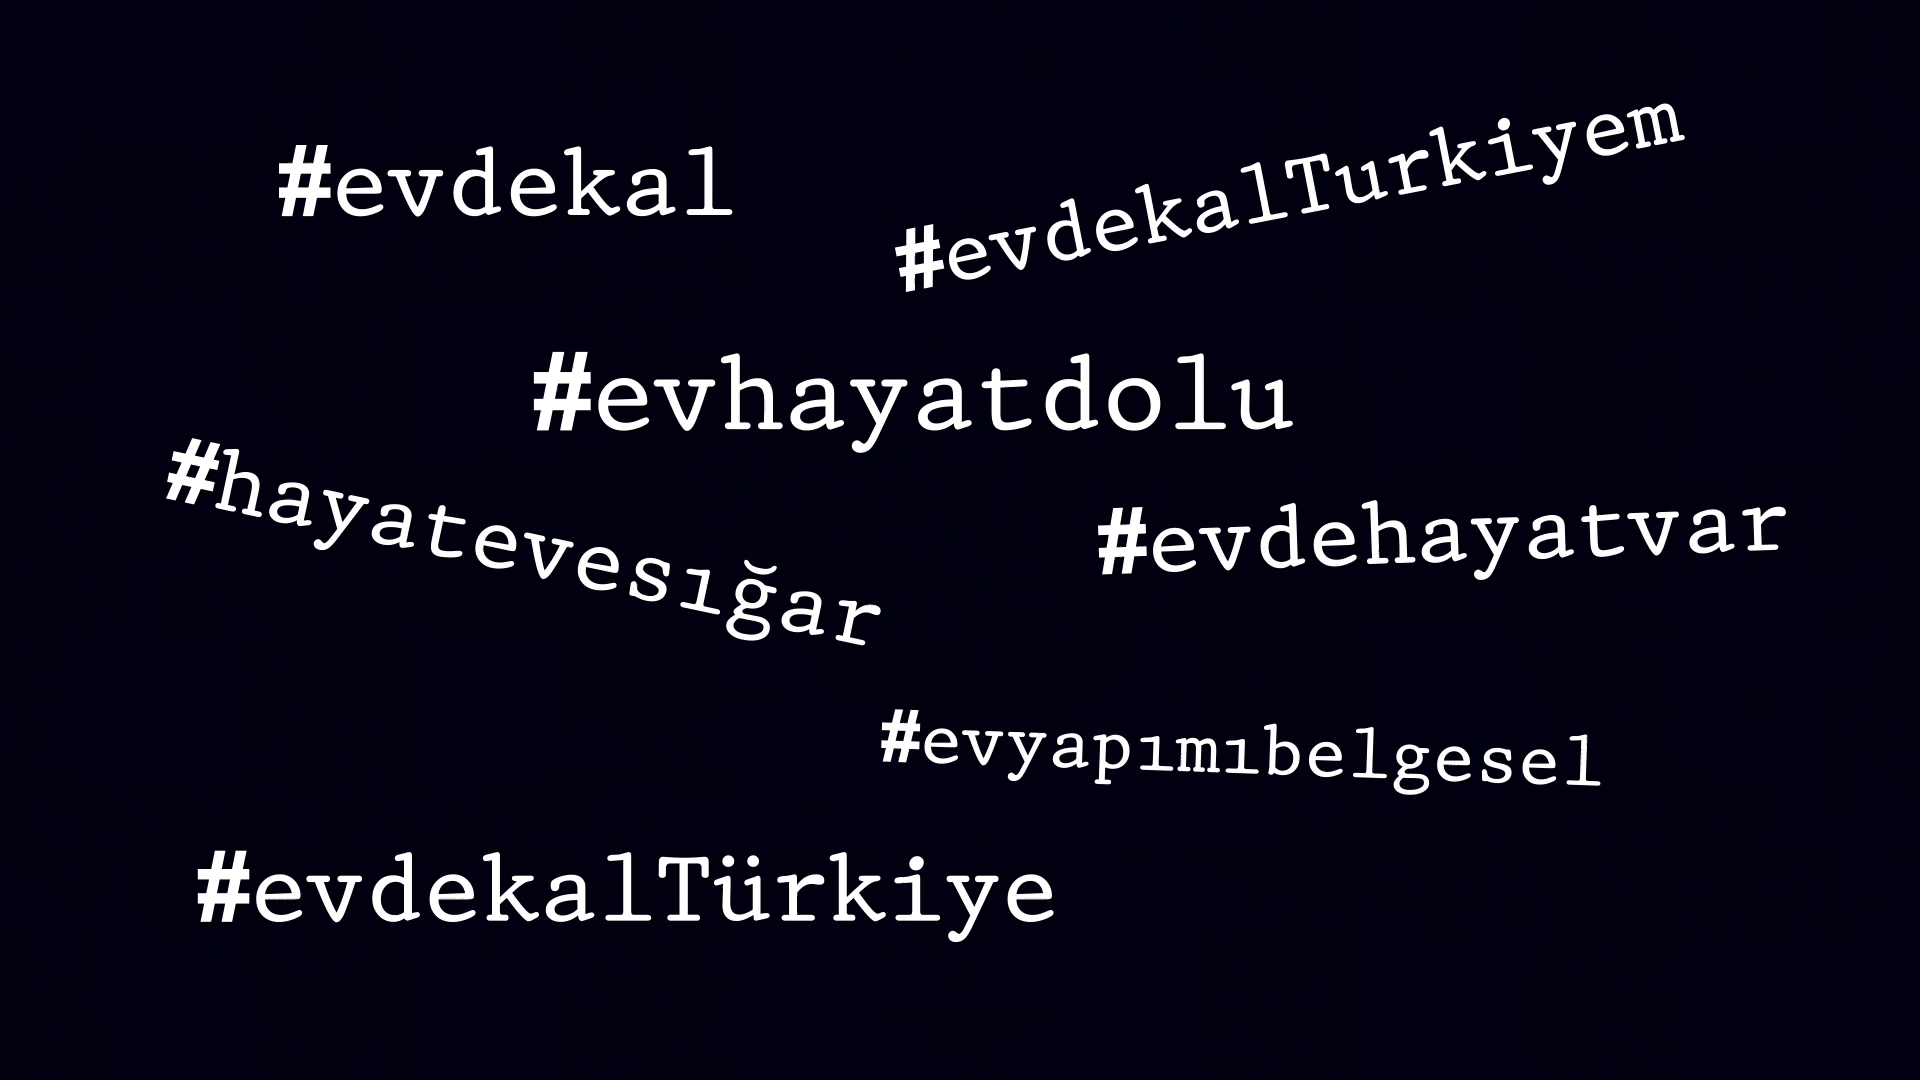 #evdekal
#evdekalTurkiyem
#evhayatdolu
#hayatevesığar
#evdehayatvar
#evyapımıbelgesel
#evdekalTürkiye